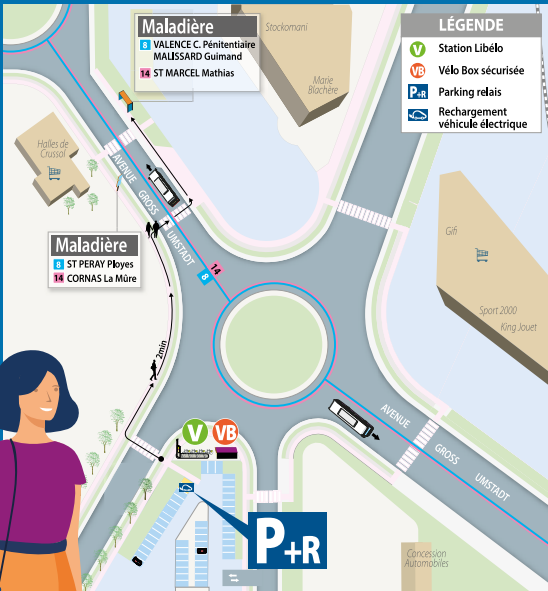 Maladière
8 VALENCE C. Pénitentiaire
MALISSARD Guimand
14 ST MARCEL Mathias
Stockomani
Marie
Blachère
LÉGENDE
V Station Libélo
VB Vélo Box sécurisée
P+R Parking relais
Rechargement
véhicule électrique
Halles de
Crussol
AVENUE GROSS UMSTADT
Maladière
8 ST PERAY Ployes
14 CORNAS La Mûre
8 14
Gifi
Sport 2000
King Jouet
2min
AVENUE GROSS UMSTADT
V VB
P+R
Concession
Automobiles